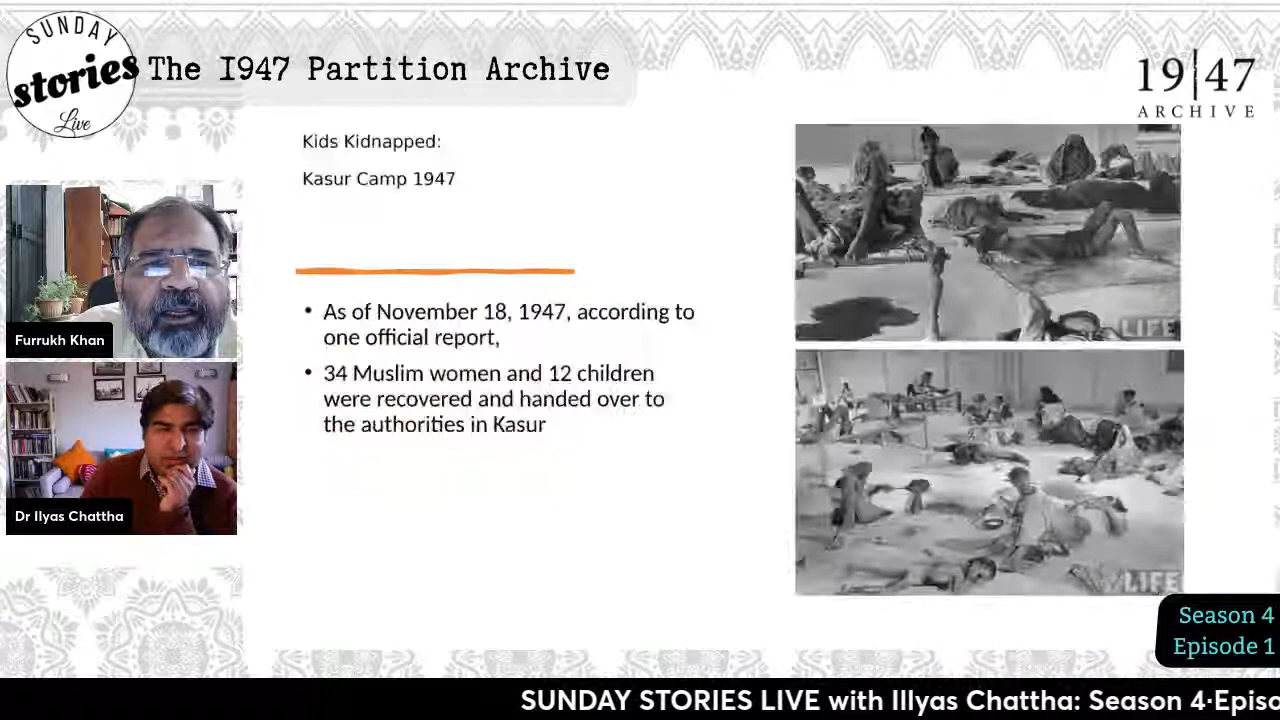 SUNDAY
stories
Live
The 1947 Partition Archive
19|47
ARCHIVE
Kids Kidnapped:
Kasur Camp 1947
• As of November 18, 1947, according to
one official report,
• 34 Muslim women and 12 children
were recovered and handed over to
the authorities in Kasur
LIFE
LIFE
Furrukh Khan
Dr Ilyas Chattha
Season 4
Episode 1
SUNDAY STORIES LIVE with Illyas Chattha: Season 4·Episo